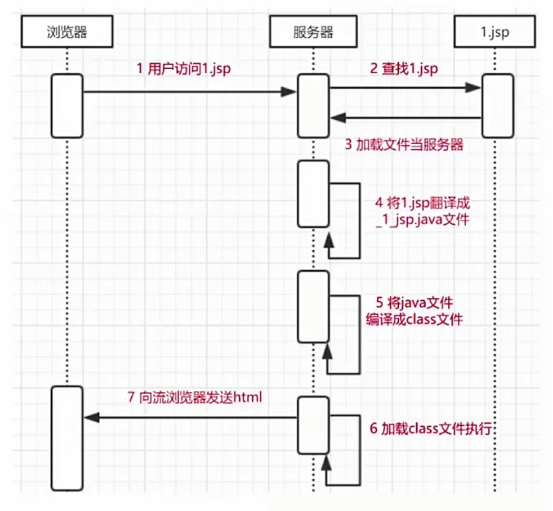 浏览器
服务器
1.jsp
1 用户访问1.jsp
2 查找1.jsp
3 加载文件当服务器
4 将1.jsp翻译成
_1_jsp.java文件
5 将java文件
编译成class文件
7 向流浏览器发送html
6 加载class文件执行